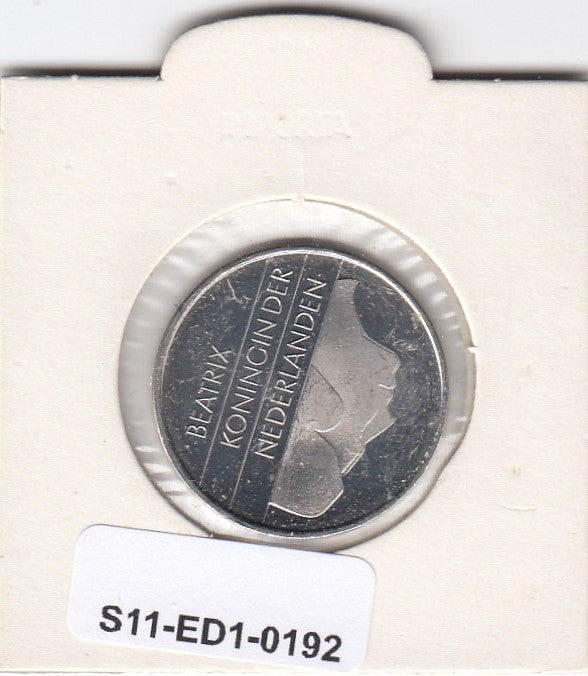 BEATRIX
KONINGIN DER
NEDERLANDEN
S11-ED1-0192